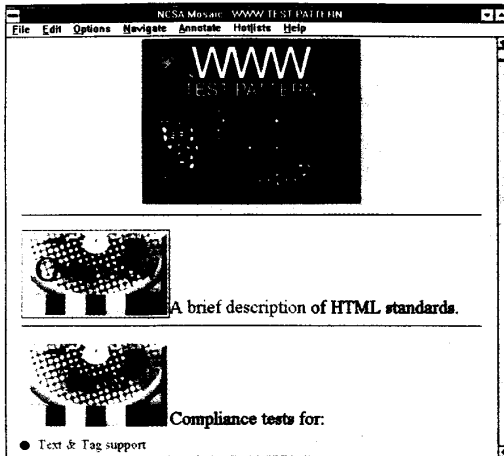 NCSA Mosaic - WWW TEST PATTERN
File Edit Options Navigate Annotate Hotlists Help
WWW
TEST PATTERN
A brief description of HTML standards.
Compliance tests for:
Text & Tag support